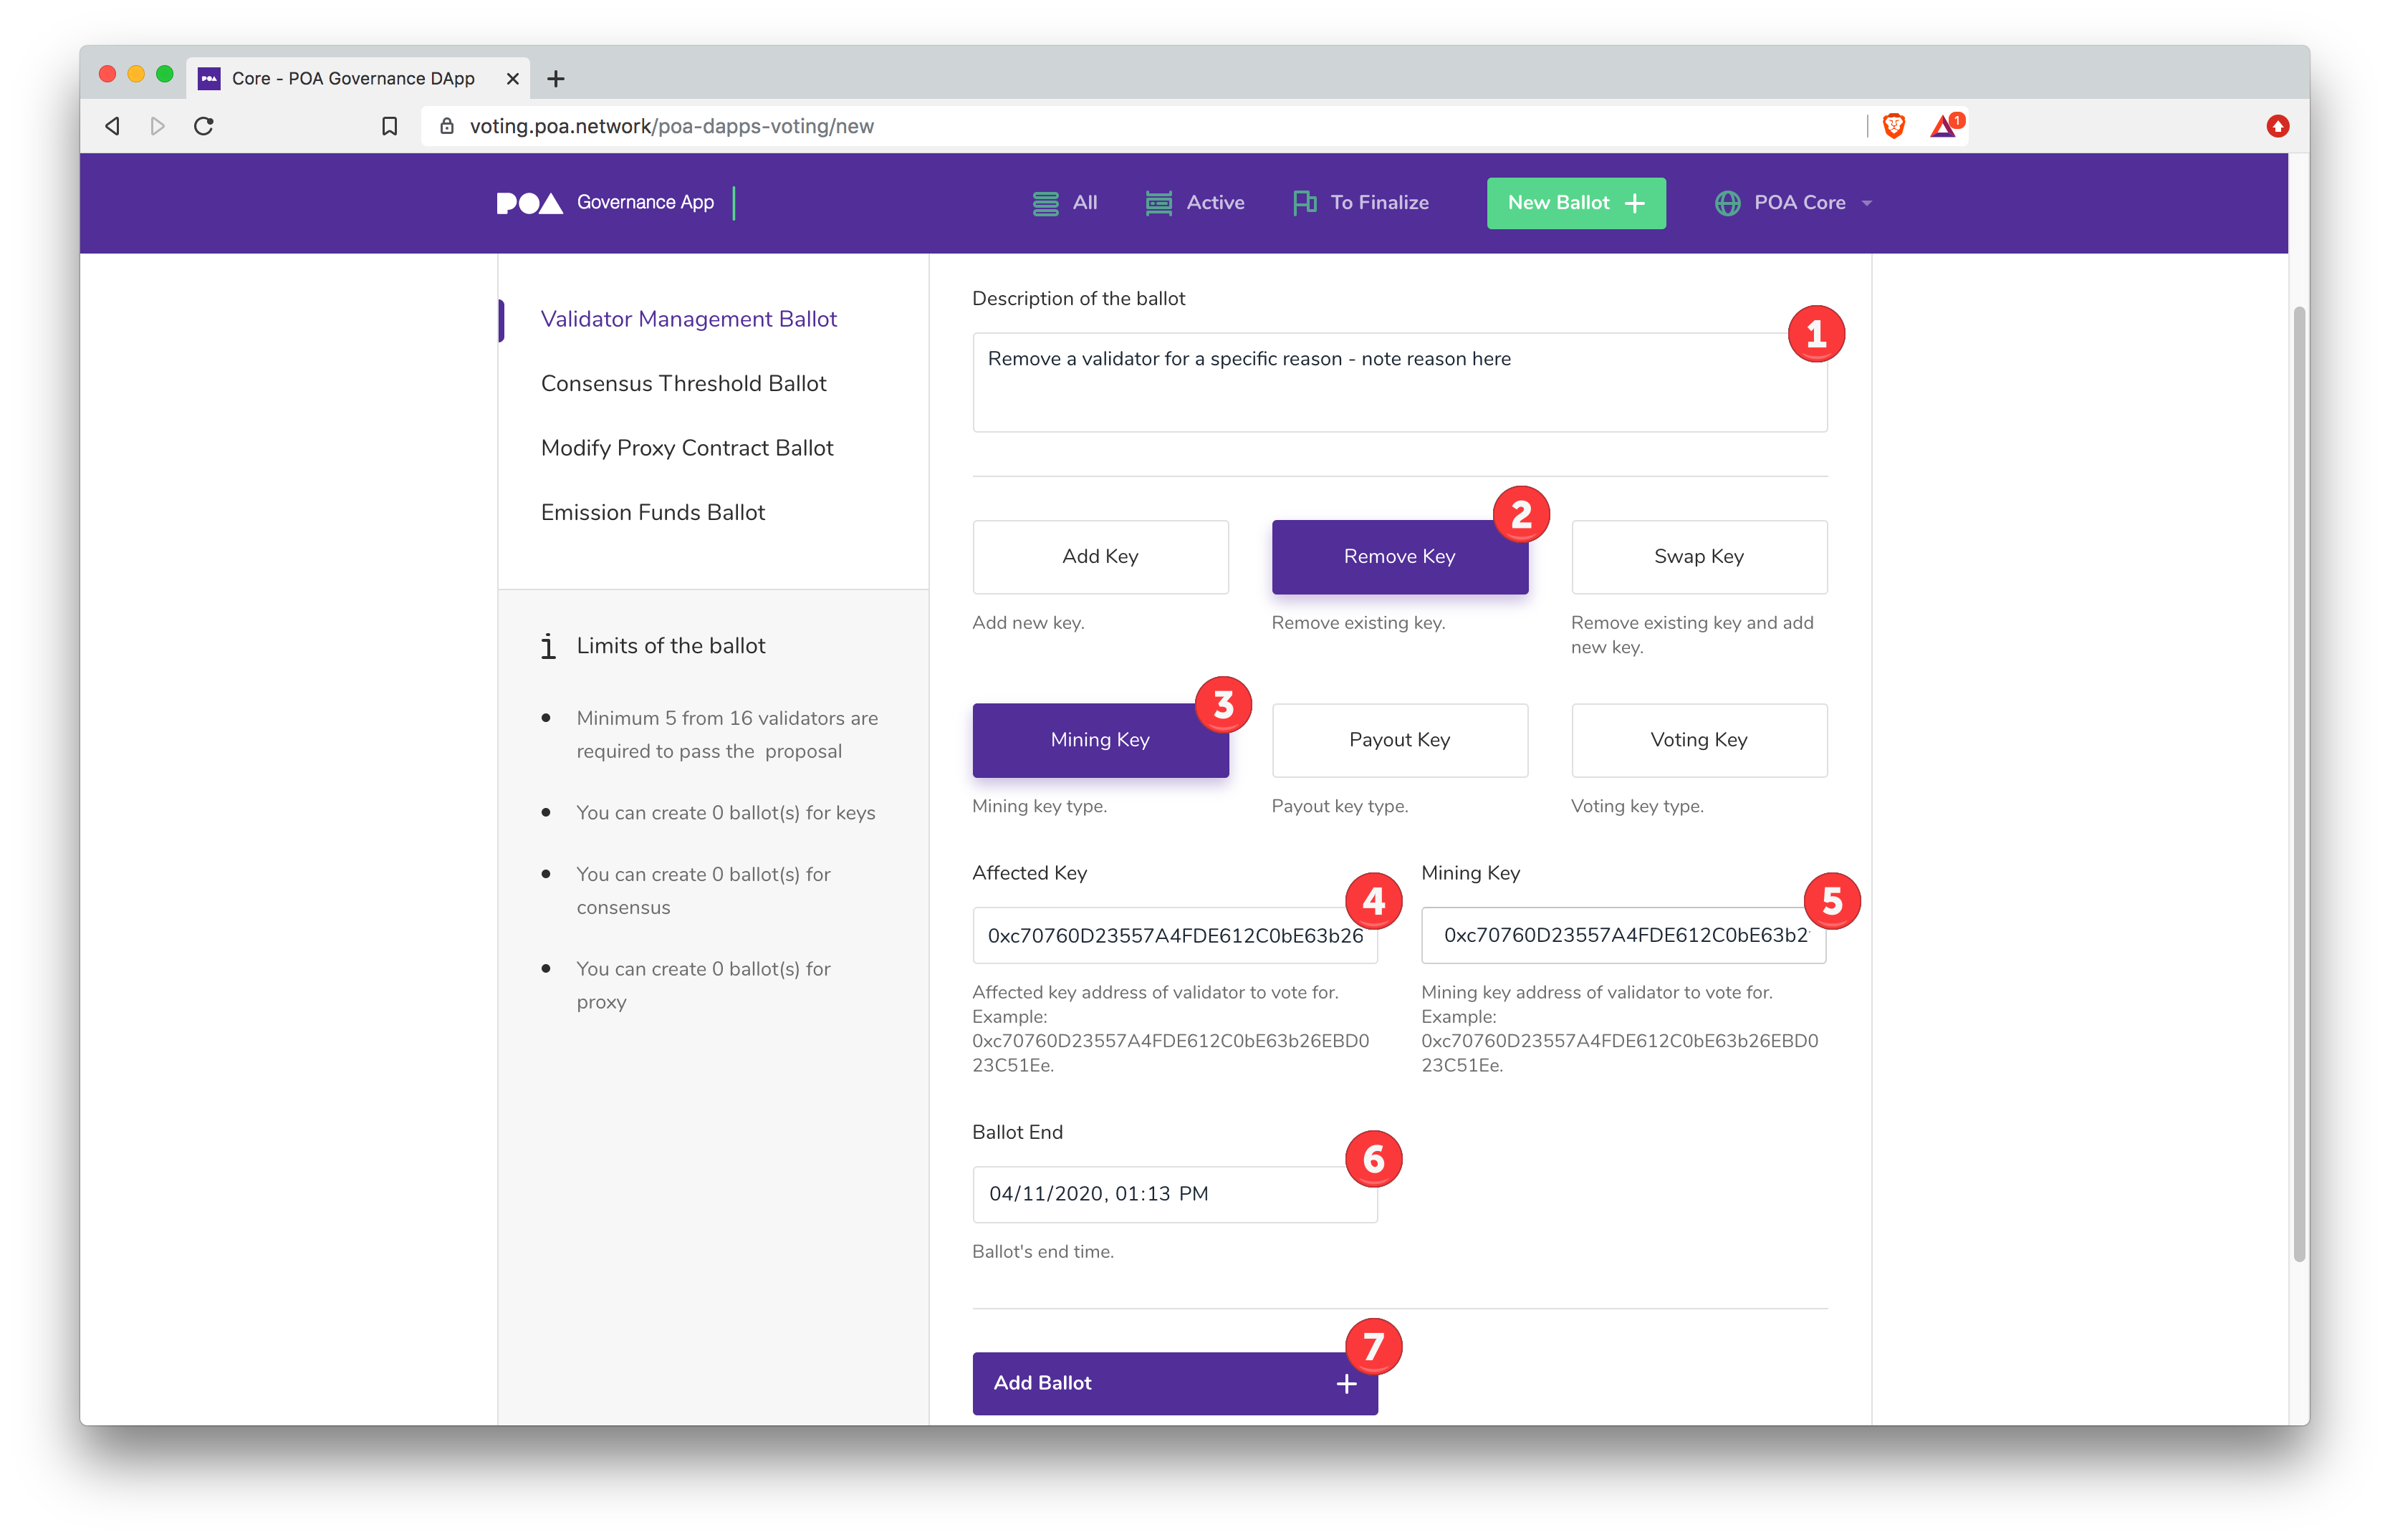 Core - POA Governance DApp
voting.poa.network/poa-dapps-voting/new
1
POA Governance App
All
Active
To Finalize
New Ballot +
POA Core
Validator Management Ballot
Consensus Threshold Ballot
Modify Proxy Contract Ballot
Emission Funds Ballot
i Limits of the ballot
Minimum 5 from 16 validators are
required to pass the proposal
You can create 0 ballot(s) for keys
You can create 0 ballot(s) for
consensus
You can create 0 ballot(s) for
proxy
Description of the ballot
1
Remove a validator for a specific reason - note reason here
2
Add Key
Remove Key
Swap Key
Add new key.
Remove existing key.
Remove existing key and add
new key.
3
Mining Key
Payout Key
Voting Key
Mining key type.
Payout key type.
Voting key type.
Affected Key
4
0xc70760D23557A4FDE612C0bE63b26
Affected key address of validator to vote for.
Example:
0xc70760D23557A4FDE612C0bE63b26EBD0
23C51Ee.
Mining Key
5
0xc70760D23557A4FDE612C0bE63b2
Mining key address of validator to vote for.
Example:
0xc70760D23557A4FDE612C0bE63b26EBD0
23C51Ee.
Ballot End
6
04/11/2020, 01:13 PM
Ballot's end time.
7
Add Ballot +